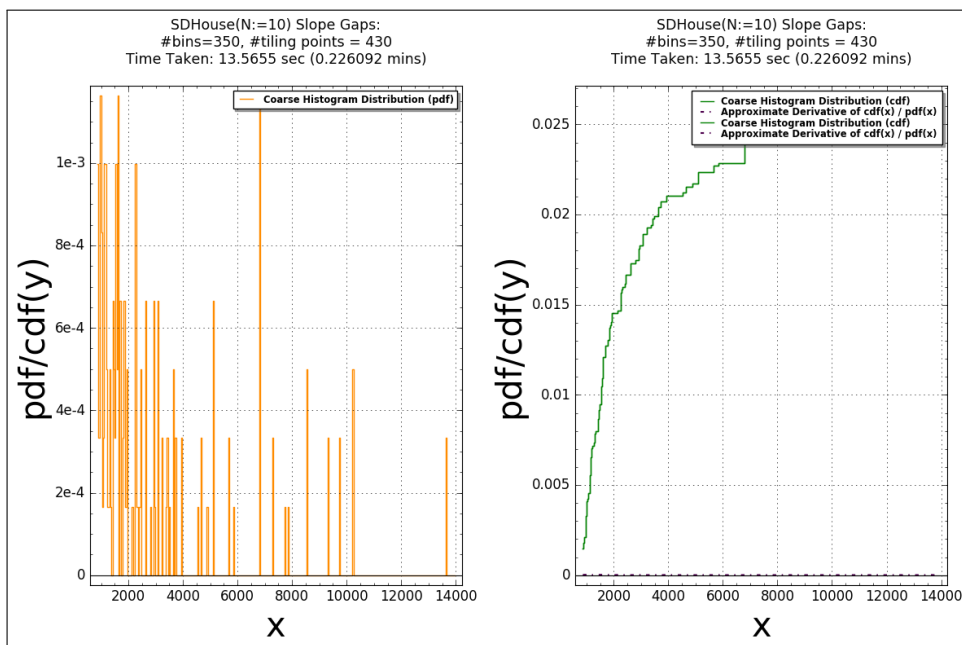 SDHouse(N:=10) Slope Gaps:
#bins=350, #tiling points = 430
Time Taken: 13.5655 sec (0.226092 mins)
Coarse Histogram Distribution (pdf)
1e-3
8e-4
6e-4
4e-4
2e-4
0
pdf/cdf(y)
2000 4000 6000 8000 10000 12000 14000
x
SDHouse(N:=10) Slope Gaps:
#bins=350, #tiling points = 430
Time Taken: 13.5655 sec (0.226092 mins)
Coarse Histogram Distribution (cdf)
Approximate Derivative of cdf(x) / pdf(x)
Coarse Histogram Distribution (cdf)
Approximate Derivative of cdf(x) / pdf(x)
0.025
0.02
0.015
0.01
0.005
0
pdf/cdf(y)
2000 4000 6000 8000 10000 12000 14000
x